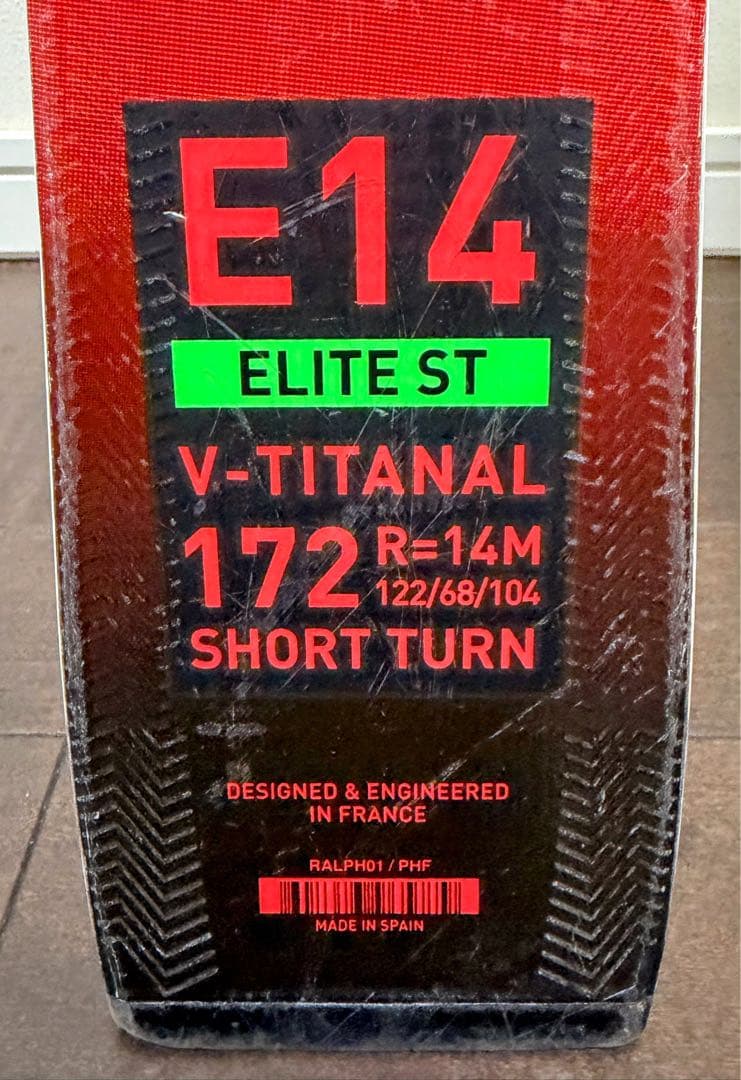 E14
ELITE ST
V-TITANAL
172 R=14M
122/68/104
SHORT TURN
DESIGNED & ENGINEERED
IN FRANCE
RALPH01 / PHF
MADE IN SPAIN